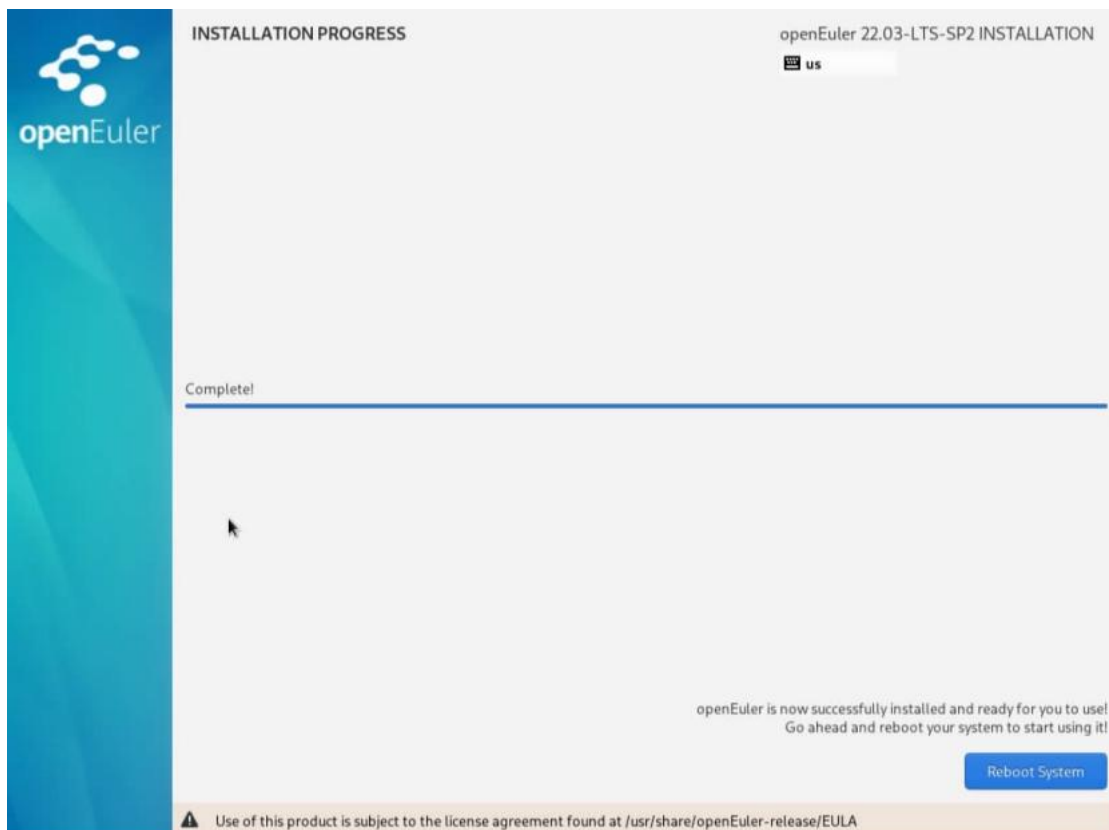 openEuler
INSTALLATION PROGRESS
openEuler 22.03-LTS-SP2 INSTALLATION
us
Complete!
openEuler is now successfully installed and ready for you to use!
Go ahead and reboot your system to start using it!
Reboot System
Use of this product is subject to the license agreement found at /usr/share/openEuler-release/EULA